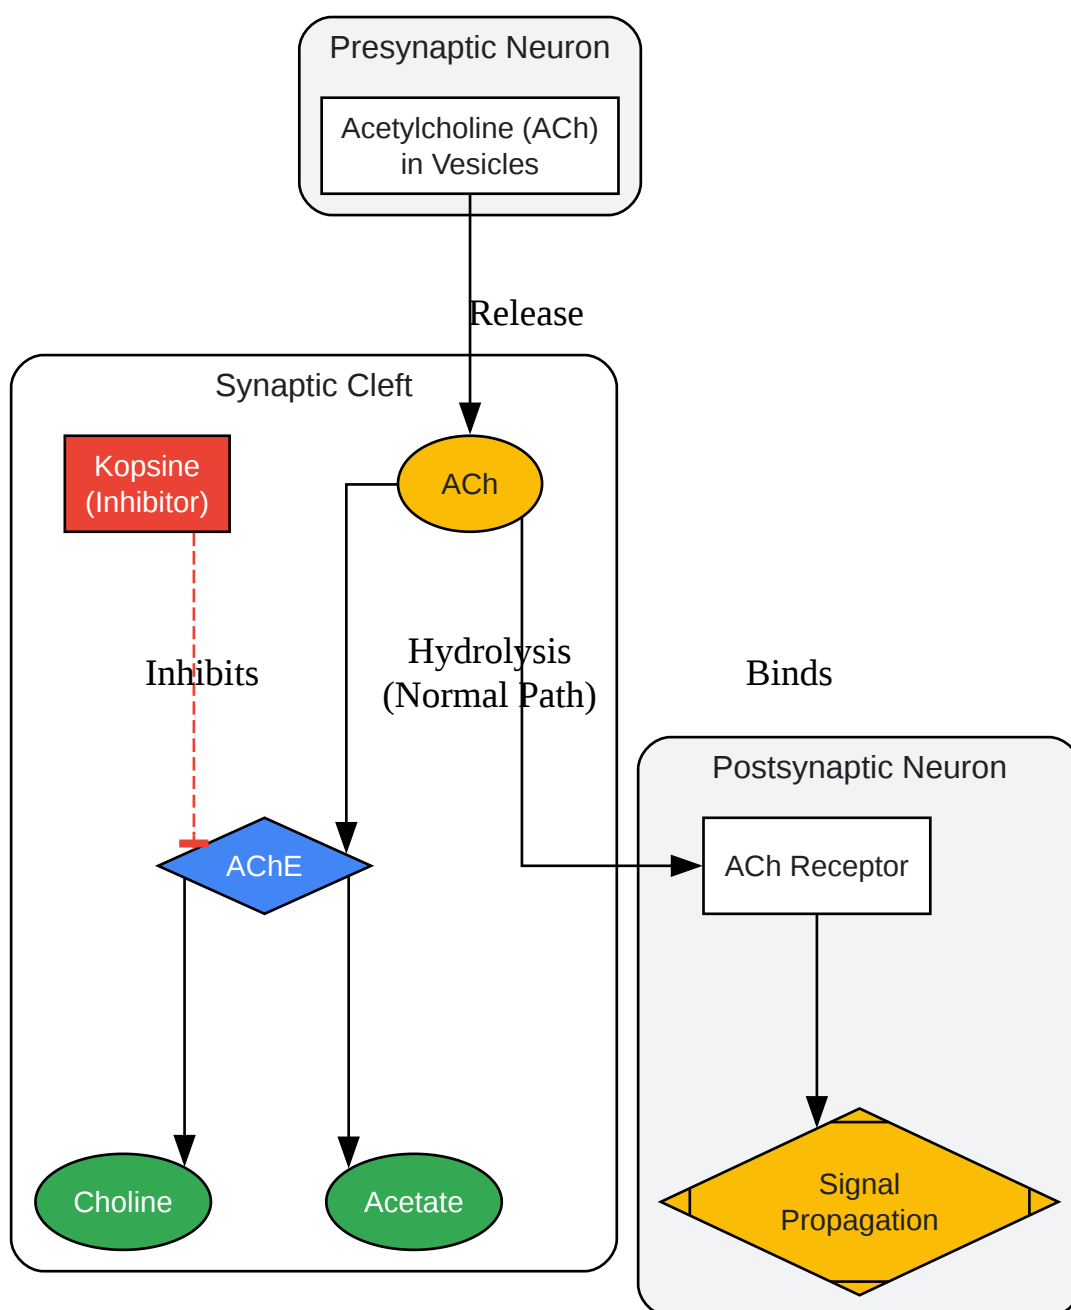 Presynaptic Neuron
Acetylcholine (ACh)
in Vesicles
Release
Synaptic Cleft
Kopsine
(Inhibitor)
ACh
Inhibits
Hydrolysis
(Normal Path)
Binds
Postsynaptic Neuron
AChE
ACh Receptor
Choline
Acetate
Signal
Propagation